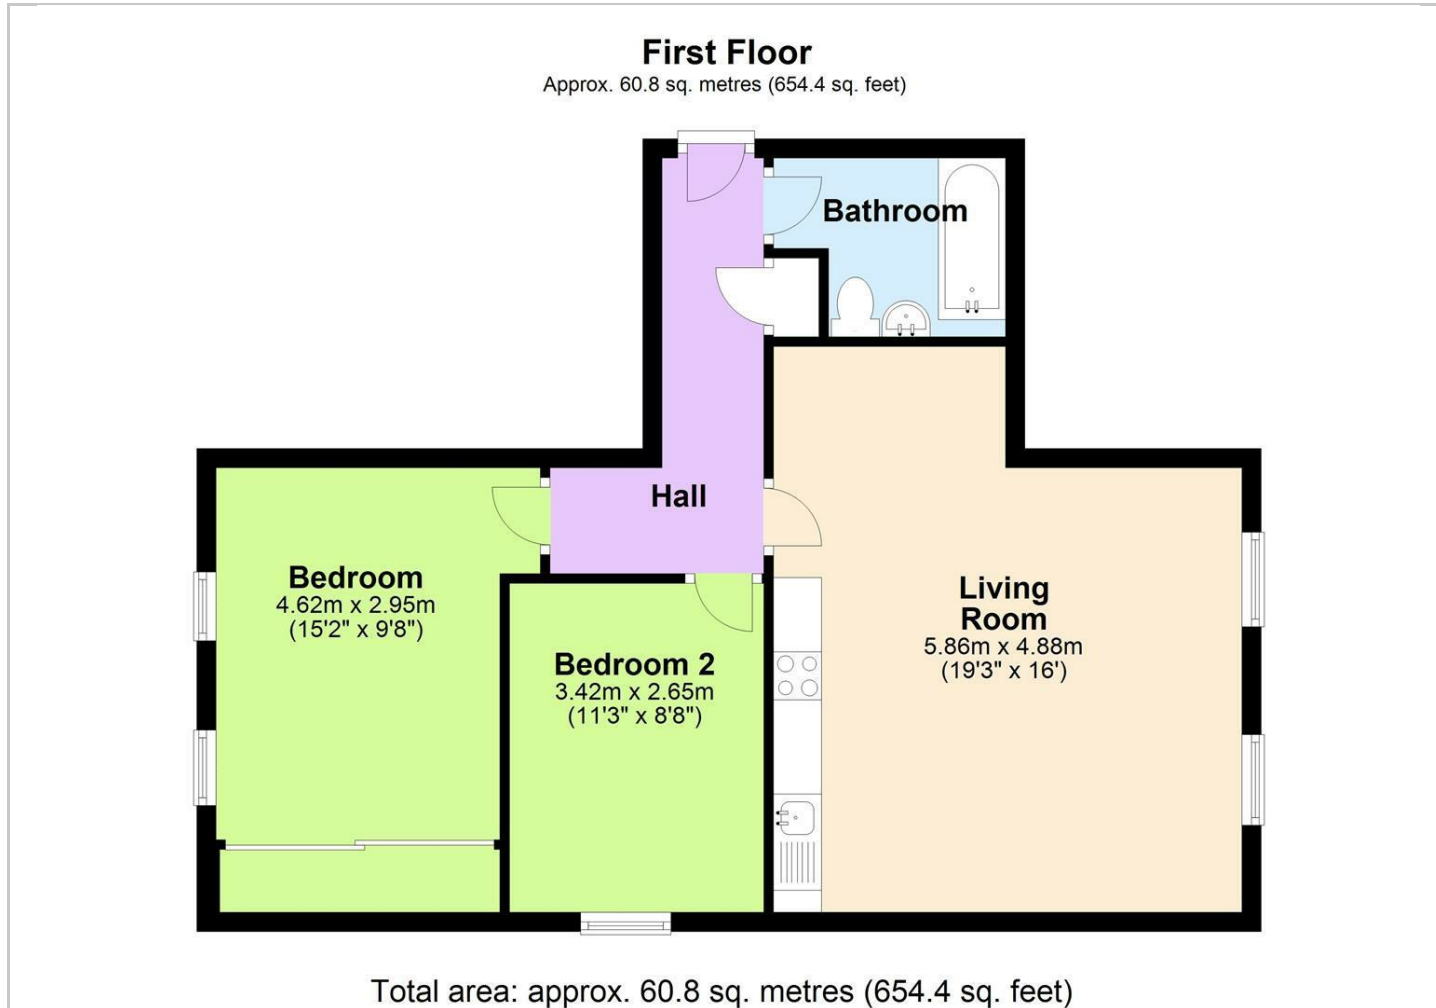 First Floor
Approx. 60.8 sq. metres (654.4 sq. feet)
Bathroom
Hall
Bedroom
4.62m x 2.95m
(15'2" x 9'8")
Bedroom 2
3.42m x 2.65m
(11'3" x 8'8")
Living
Room
5.86m x 4.88m
(19'3" x 16')
Total area: approx. 60.8 sq. metres (654.4 sq. feet)